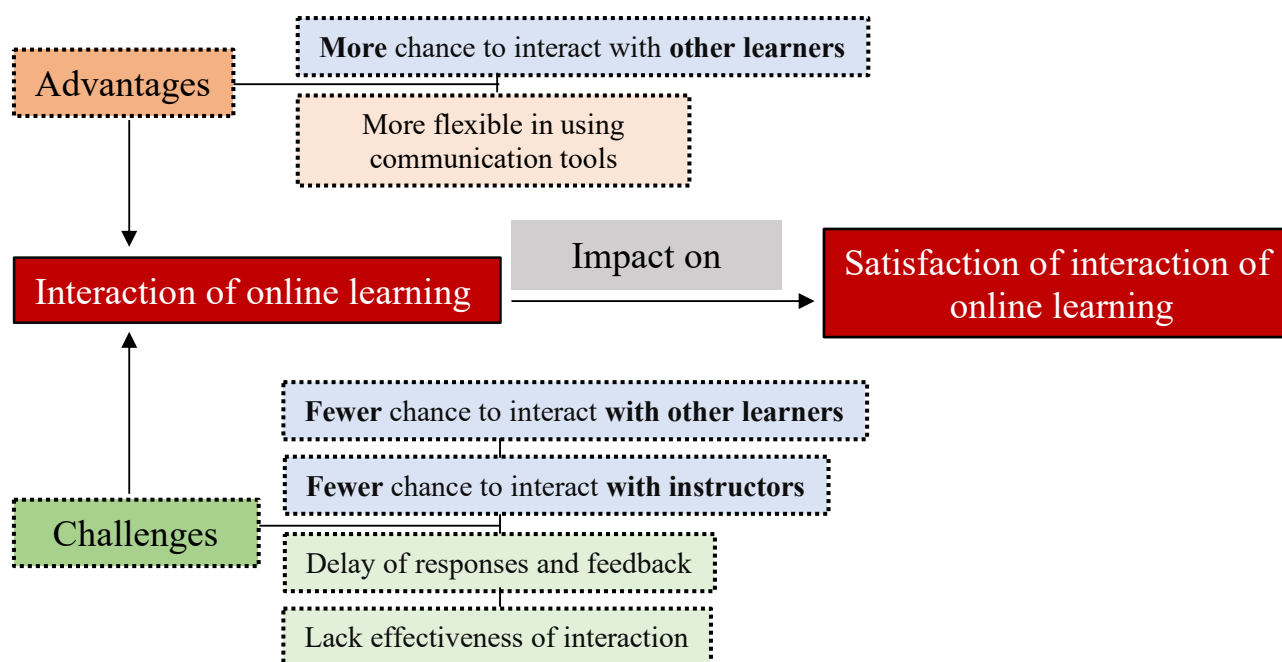 More chance to interact with other learners
Advantages
More flexible in using
communication tools
Interaction of online learning
Impact on
Satisfaction of interaction of
online learning
Fewer chance to interact with other learners
Fewer chance to interact with instructors
Challenges
Delay of responses and feedback
Lack effectiveness of interaction